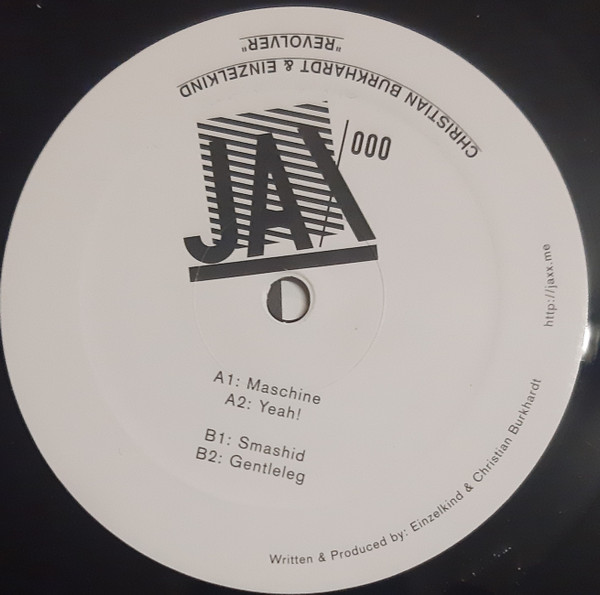 CHRISTIAN BURKHARDT & EINZELKIND
"REVOLVER"
JAX
/000
A1: Maschine
A2: Yeah!
B1: Smashid
B2: Gentleleg
http://jaxx.me
Written & Produced by: Einzelkind & Christian Burkhardt